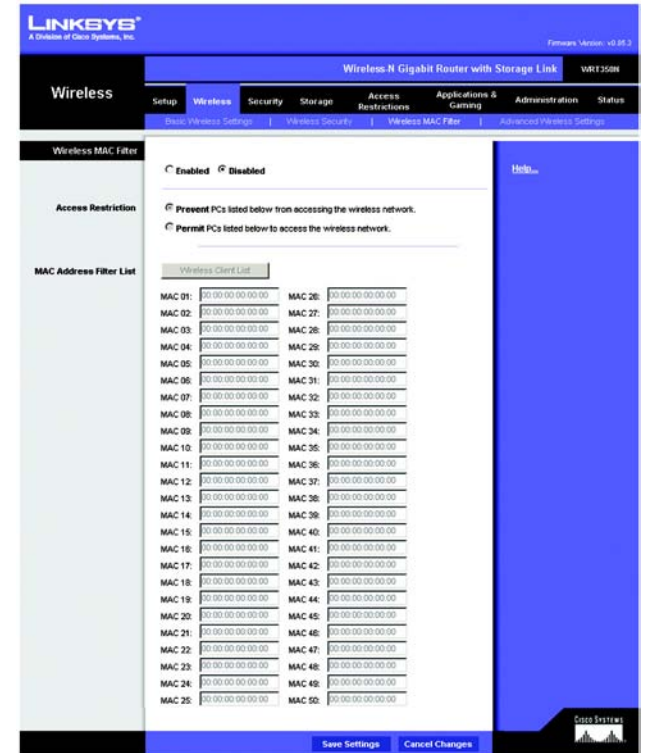 LINKSYS®
A Division of Cisco Systems, Inc.
Firmware Version: v0.95.3
Wireless-N Gigabit Router with Storage Link WRT350N
Wireless
Setup Wireless Security Storage Access Restrictions Applications & Gaming Administration Status
Basic Wireless Settings | Wireless Security | Wireless MAC Filter | Advanced Wireless Settings
Wireless MAC Filter
Enabled Disabled
Help...
Access Restriction
Prevent PCs listed below from accessing the wireless network.
Permit PCs listed below to access the wireless network.
MAC Address Filter List
Wireless Client List
MAC 01: 00:00:00:00:00:00 MAC 26: 00:00:00:00:00:00
MAC 02: 00:00:00:00:00:00 MAC 27: 00:00:00:00:00:00
MAC 03: 00:00:00:00:00:00 MAC 28: 00:00:00:00:00:00
MAC 04: 00:00:00:00:00:00 MAC 29: 00:00:00:00:00:00
MAC 05: 00:00:00:00:00:00 MAC 30: 00:00:00:00:00:00
MAC 06: 00:00:00:00:00:00 MAC 31: 00:00:00:00:00:00
MAC 07: 00:00:00:00:00:00 MAC 32: 00:00:00:00:00:00
MAC 08: 00:00:00:00:00:00 MAC 33: 00:00:00:00:00:00
MAC 09: 00:00:00:00:00:00 MAC 34: 00:00:00:00:00:00
MAC 10: 00:00:00:00:00:00 MAC 35: 00:00:00:00:00:00
MAC 11: 00:00:00:00:00:00 MAC 36: 00:00:00:00:00:00
MAC 12: 00:00:00:00:00:00 MAC 37: 00:00:00:00:00:00
MAC 13: 00:00:00:00:00:00 MAC 38: 00:00:00:00:00:00
MAC 14: 00:00:00:00:00:00 MAC 39: 00:00:00:00:00:00
MAC 15: 00:00:00:00:00:00 MAC 40: 00:00:00:00:00:00
MAC 16: 00:00:00:00:00:00 MAC 41: 00:00:00:00:00:00
MAC 17: 00:00:00:00:00:00 MAC 42: 00:00:00:00:00:00
MAC 18: 00:00:00:00:00:00 MAC 43: 00:00:00:00:00:00
MAC 19: 00:00:00:00:00:00 MAC 44: 00:00:00:00:00:00
MAC 20: 00:00:00:00:00:00 MAC 45: 00:00:00:00:00:00
MAC 21: 00:00:00:00:00:00 MAC 46: 00:00:00:00:00:00
MAC 22: 00:00:00:00:00:00 MAC 47: 00:00:00:00:00:00
MAC 23: 00:00:00:00:00:00 MAC 48: 00:00:00:00:00:00
MAC 24: 00:00:00:00:00:00 MAC 49: 00:00:00:00:00:00
MAC 25: 00:00:00:00:00:00 MAC 50: 00:00:00:00:00:00
Save Settings Cancel Changes
CISCO SYSTEMS